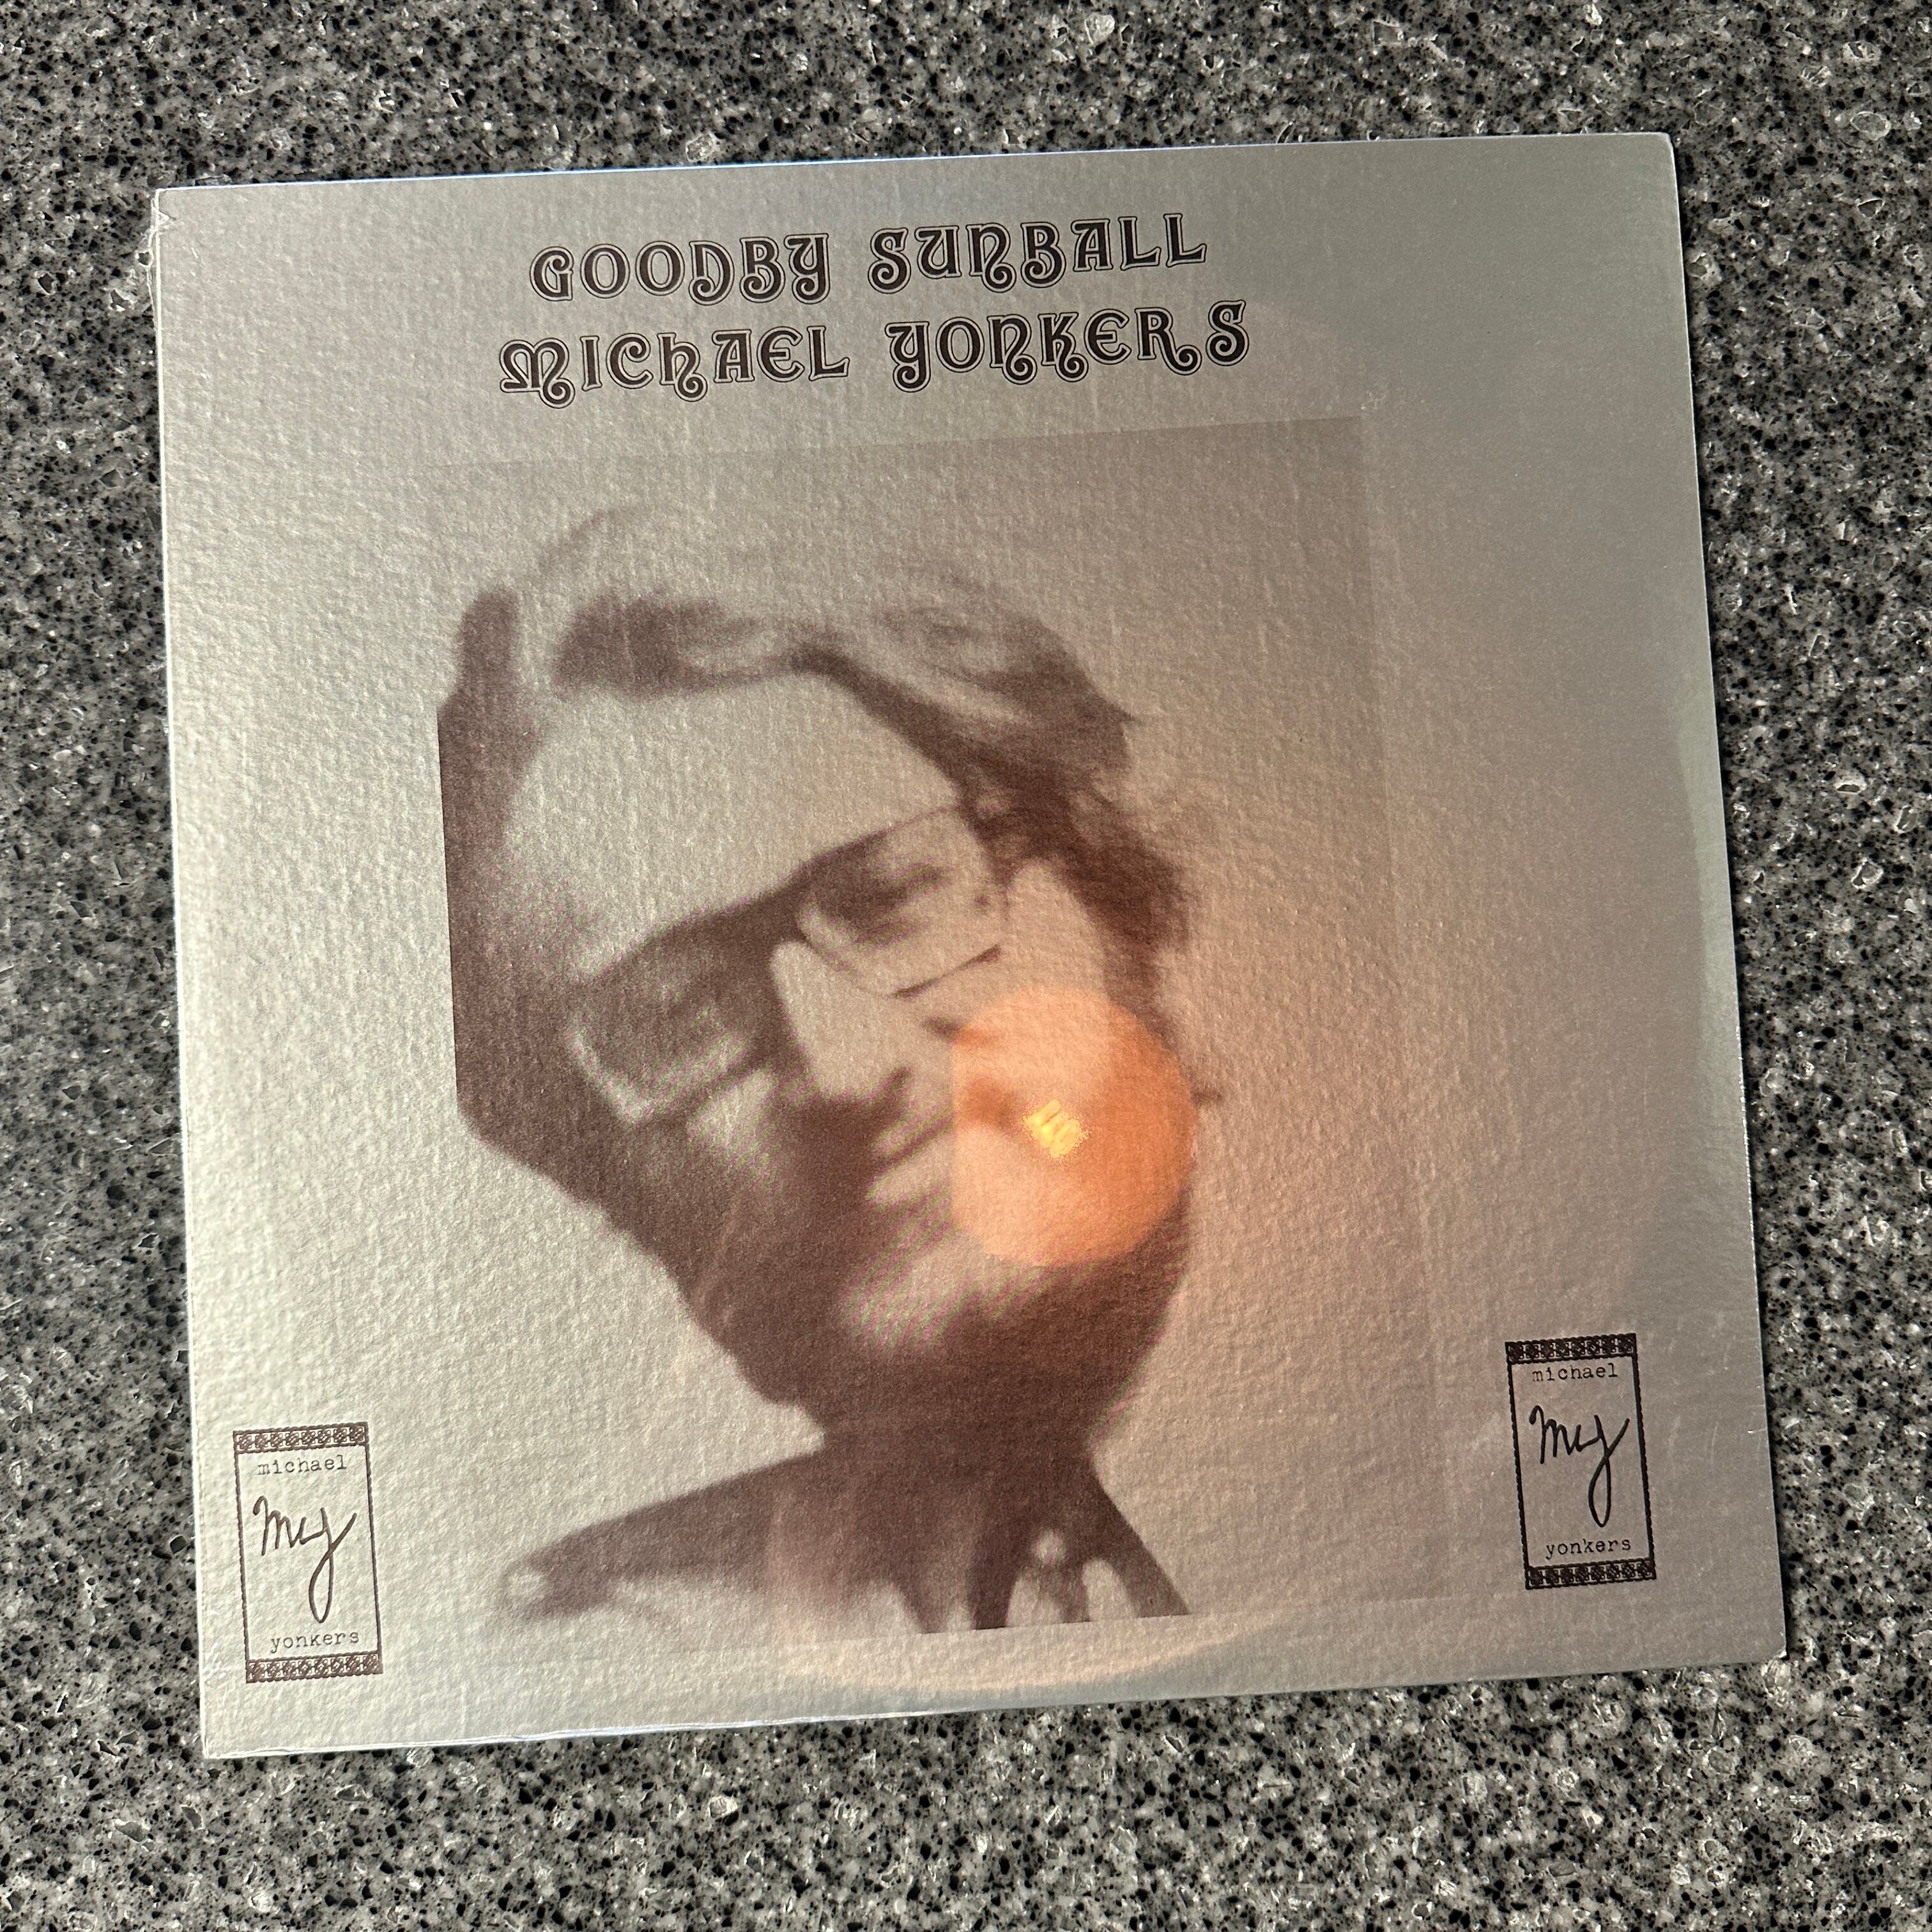 GOODBY SUNBALL
MICHAEL YONKERS
michael
my
yonkers
michael
my
yonkers